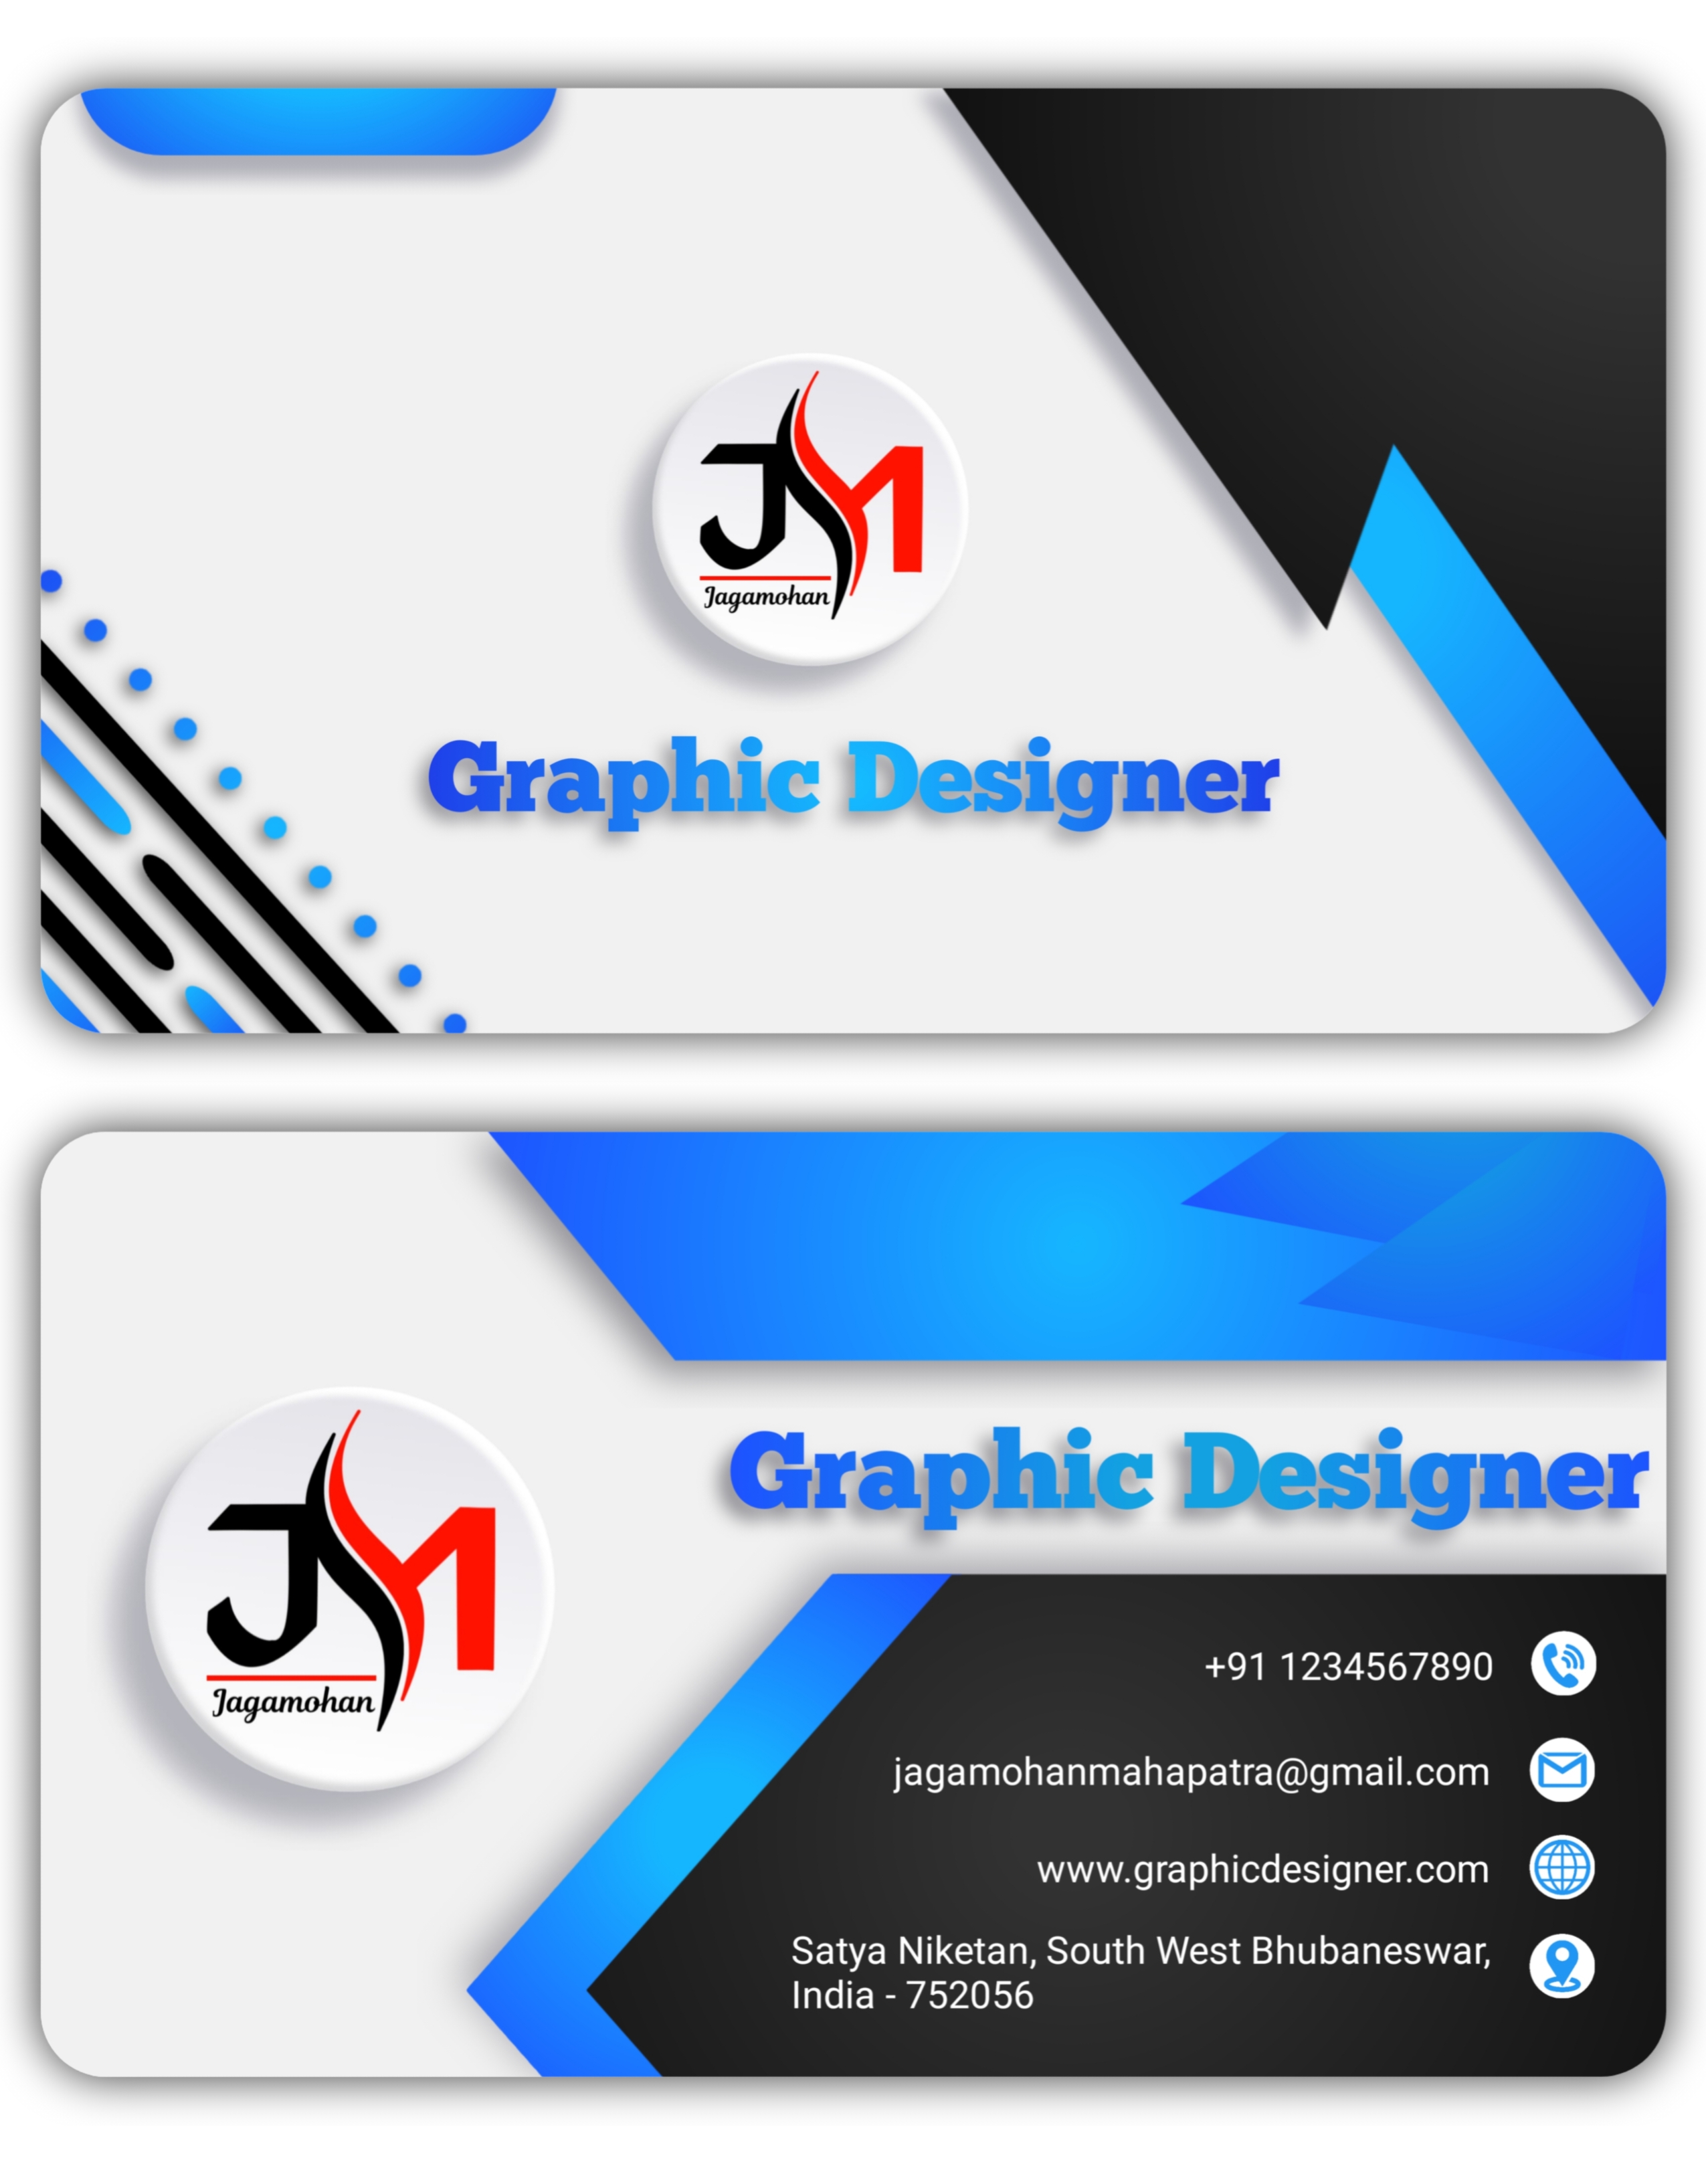 JM
Jagamohan
Graphic Designer
Graphic Designer
JM
Jagamohan
+91 1234567890
jagamohanmahapatra@gmail.com
www.graphicdesigner.com
Satya Niketan, South West Bhubaneswar,
India - 752056